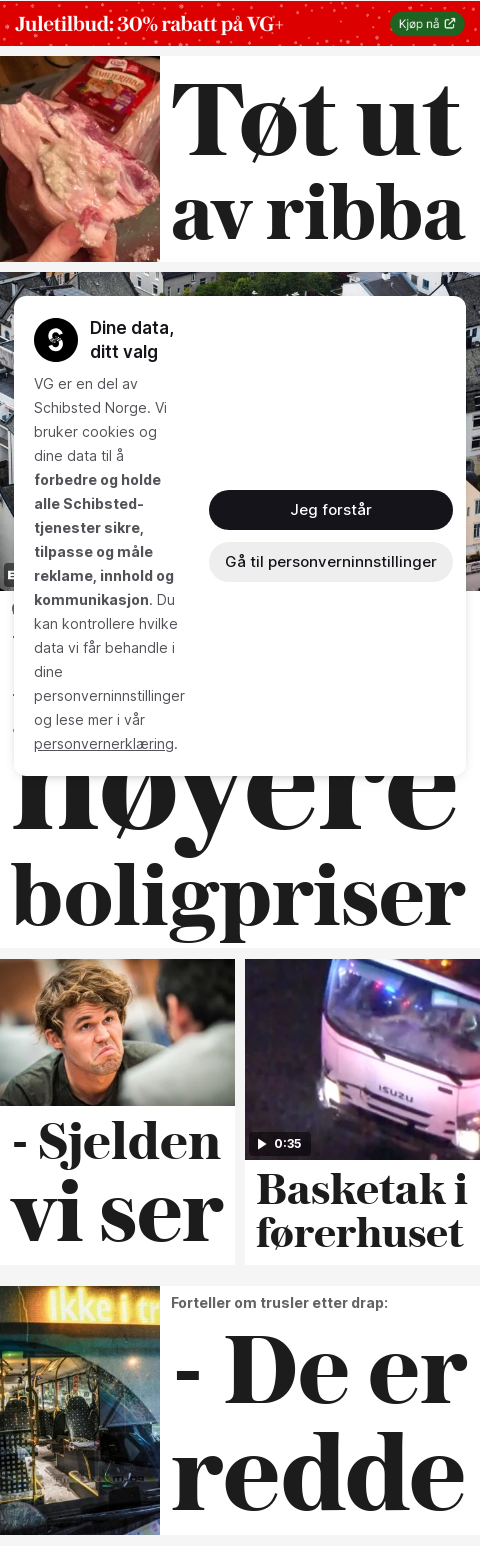 Juletilbud: 30% rabatt på VG+
Kjøp nå
Tøt ut
av ribba
Dine data,
ditt valg
VG er en del av
Schibsted Norge. Vi
bruker cookies og
dine data til å
forbedre og holde
alle Schibsted-
tjenester sikre,
tilpasse og måle
reklame, innhold og
kommunikasjon. Du
kan kontrollere hvilke
data vi får behandle i
dine
personverninnstillinger
og lese mer i vår
personvernerklæring.
Jeg forstår
Gå til personverninnstillinger
høyere
boligpriser
- Sjelden
vi ser
ISUZU
0:35
Basketak i
førerhuset
Ikke i tr
Forteller om trusler etter drap:
- De er
redde